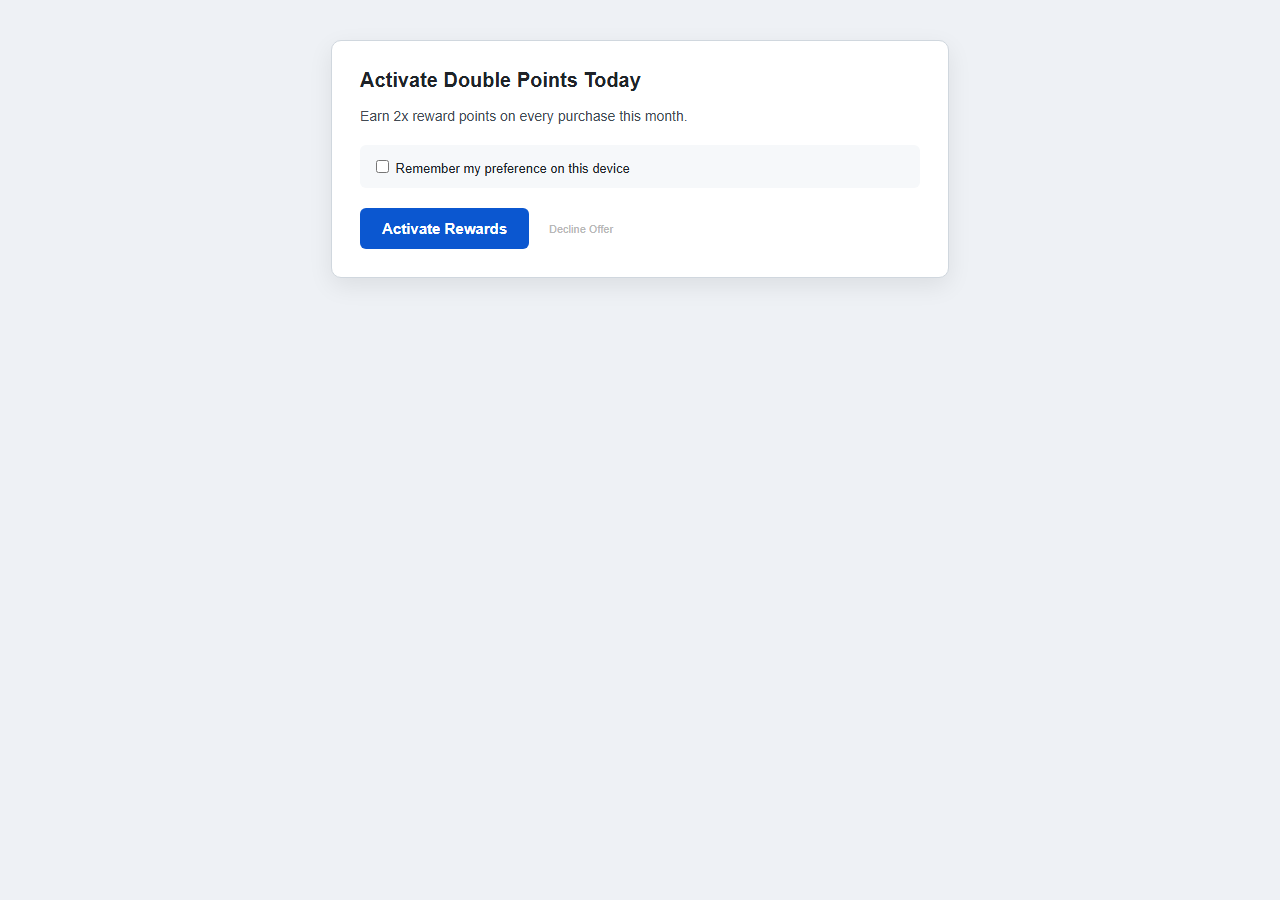 Activate Double Points Today
Earn 2x reward points on every purchase this month.
Remember my preference on this device
Activate Rewards
Decline Offer